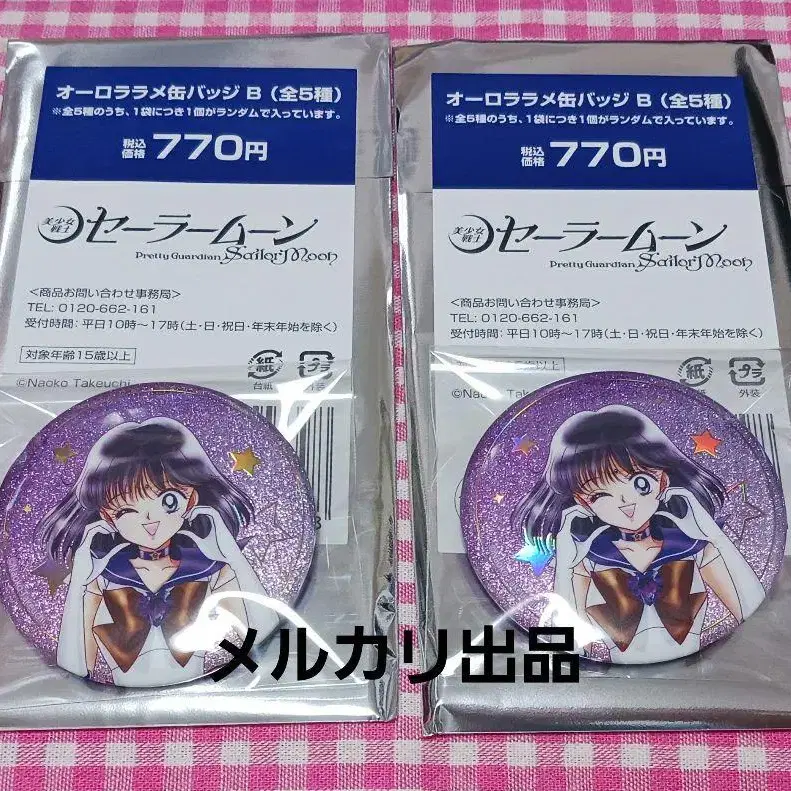 オーロララメ缶バッジ B（全5種）
※全5種のうち、1袋につき1個がランダムで入っています。
税込価格 770円
美少女戦士 セーラームーン
Pretty Guardian Sailor Moon
＜商品お問い合わせ事務局＞
TEL: 0120-662-161
受付時間：平日10時～17時（土・日・祝日・年末年始を除く）
対象年齢15歳以上
紙 台紙 プラ 外装
©Naoko Takeuchi
オーロララメ缶バッジ B（全5種）
※全5種のうち、1袋につき1個がランダムで入っています。
税込価格 770円
美少女戦士 セーラームーン
Pretty Guardian Sailor Moon
＜商品お問い合わせ事務局＞
TEL: 0120-662-161
受付時間：平日10時～17時（土・日・祝日・年末年始を除く）
15歳以上
紙 プラ 外装
©Naoko Takeuchi
メルカリ出品